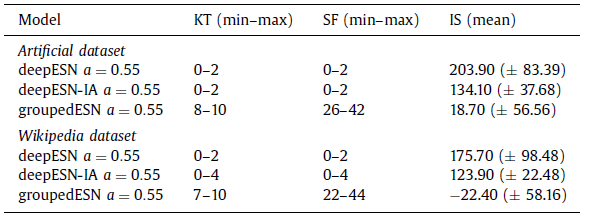 Model KT (min–max) SF (min–max) IS (mean)
Artificial dataset
deepESN a = 0.55 0–2 0–2 203.90 (± 83.39)
deepESN-IA a = 0.55 0–2 0–2 134.10 (± 37.68)
groupedESN a = 0.55 8–10 26–42 18.70 (± 56.56)
Wikipedia dataset
deepESN a = 0.55 0–2 0–2 175.70 (± 98.48)
deepESN-IA a = 0.55 0–4 0–4 123.90 (± 22.48)
groupedESN a = 0.55 7–10 22–44 −22.40 (± 58.16)